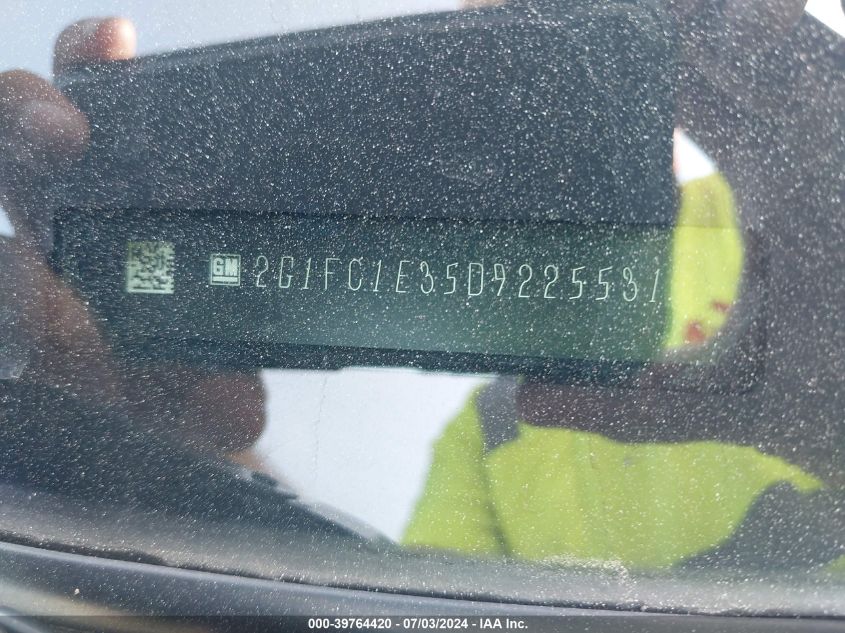 GM 2G1FC1E35D9225531
000-39764420 - 07/03/2024 - IAA Inc.